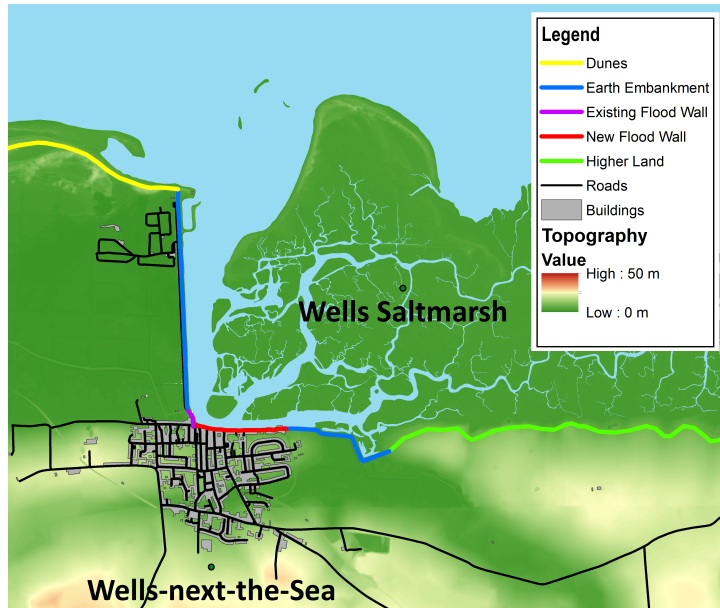 Legend
Dunes
Earth Embankment
Existing Flood Wall
New Flood Wall
Higher Land
Roads
Buildings
Topography
Value
High : 50 m
Low : 0 m
Wells Saltmarsh
Wells-next-the-Sea